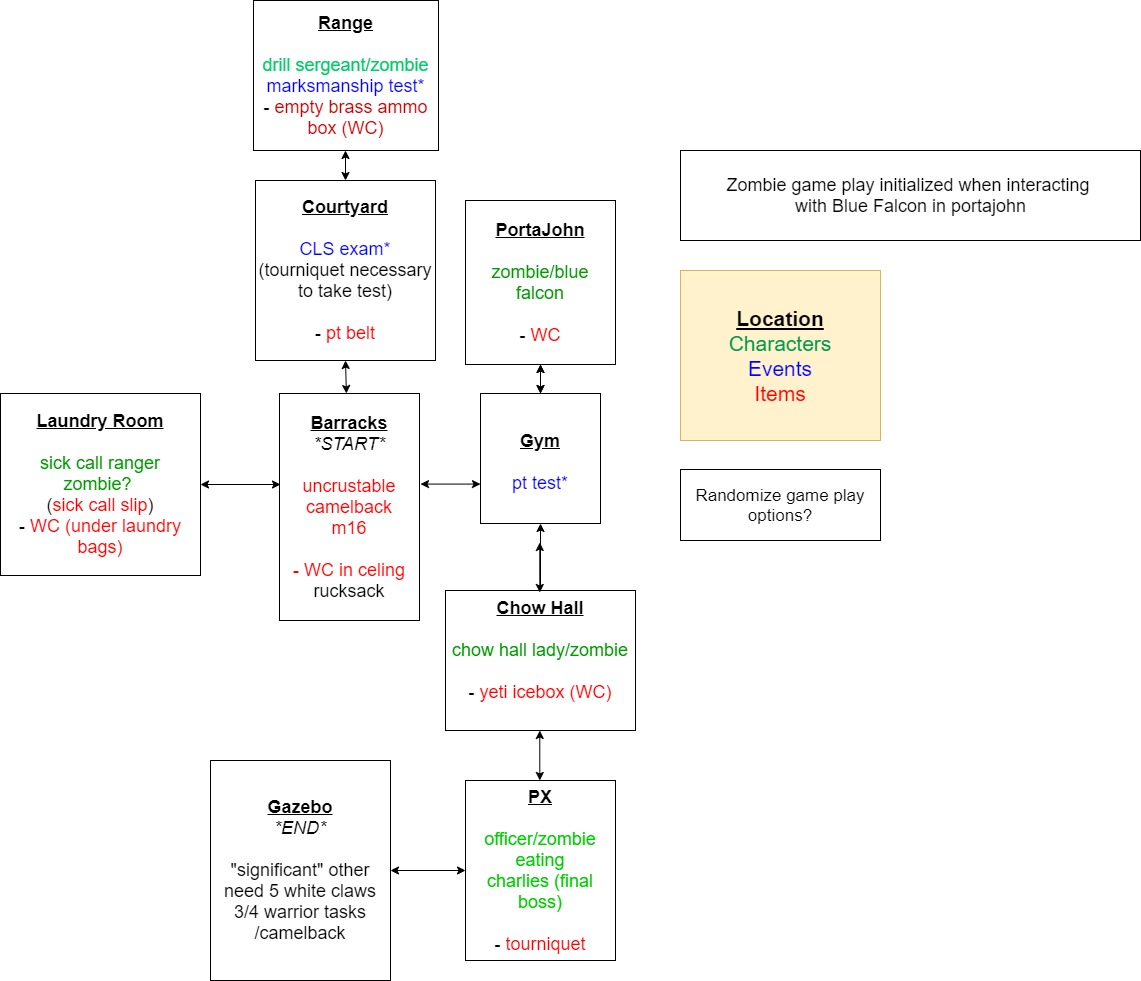 Range
drill sergeant/zombie
marksmanship test*
- empty brass ammo
box (WC)
Courtyard
CLS exam*
(tourniquet necessary
to take test)
- pt belt
PortaJohn
zombie/blue
falcon
- WC
Zombie game play initialized when interacting
with Blue Falcon in portajohn
Location
Characters
Events
Items
Laundry Room
sick call ranger
zombie?
(sick call slip)
- WC (under laundry
bags)
Barracks
*START*
uncrustable
camelback
m16
- WC in celing
rucksack
Gym
pt test*
Randomize game play
options?
Chow Hall
chow hall lady/zombie
- yeti icebox (WC)
Gazebo
*END*
"significant" other
need 5 white claws
3/4 warrior tasks
/camelback
PX
officer/zombie
eating
charlies (final
boss)
- tourniquet